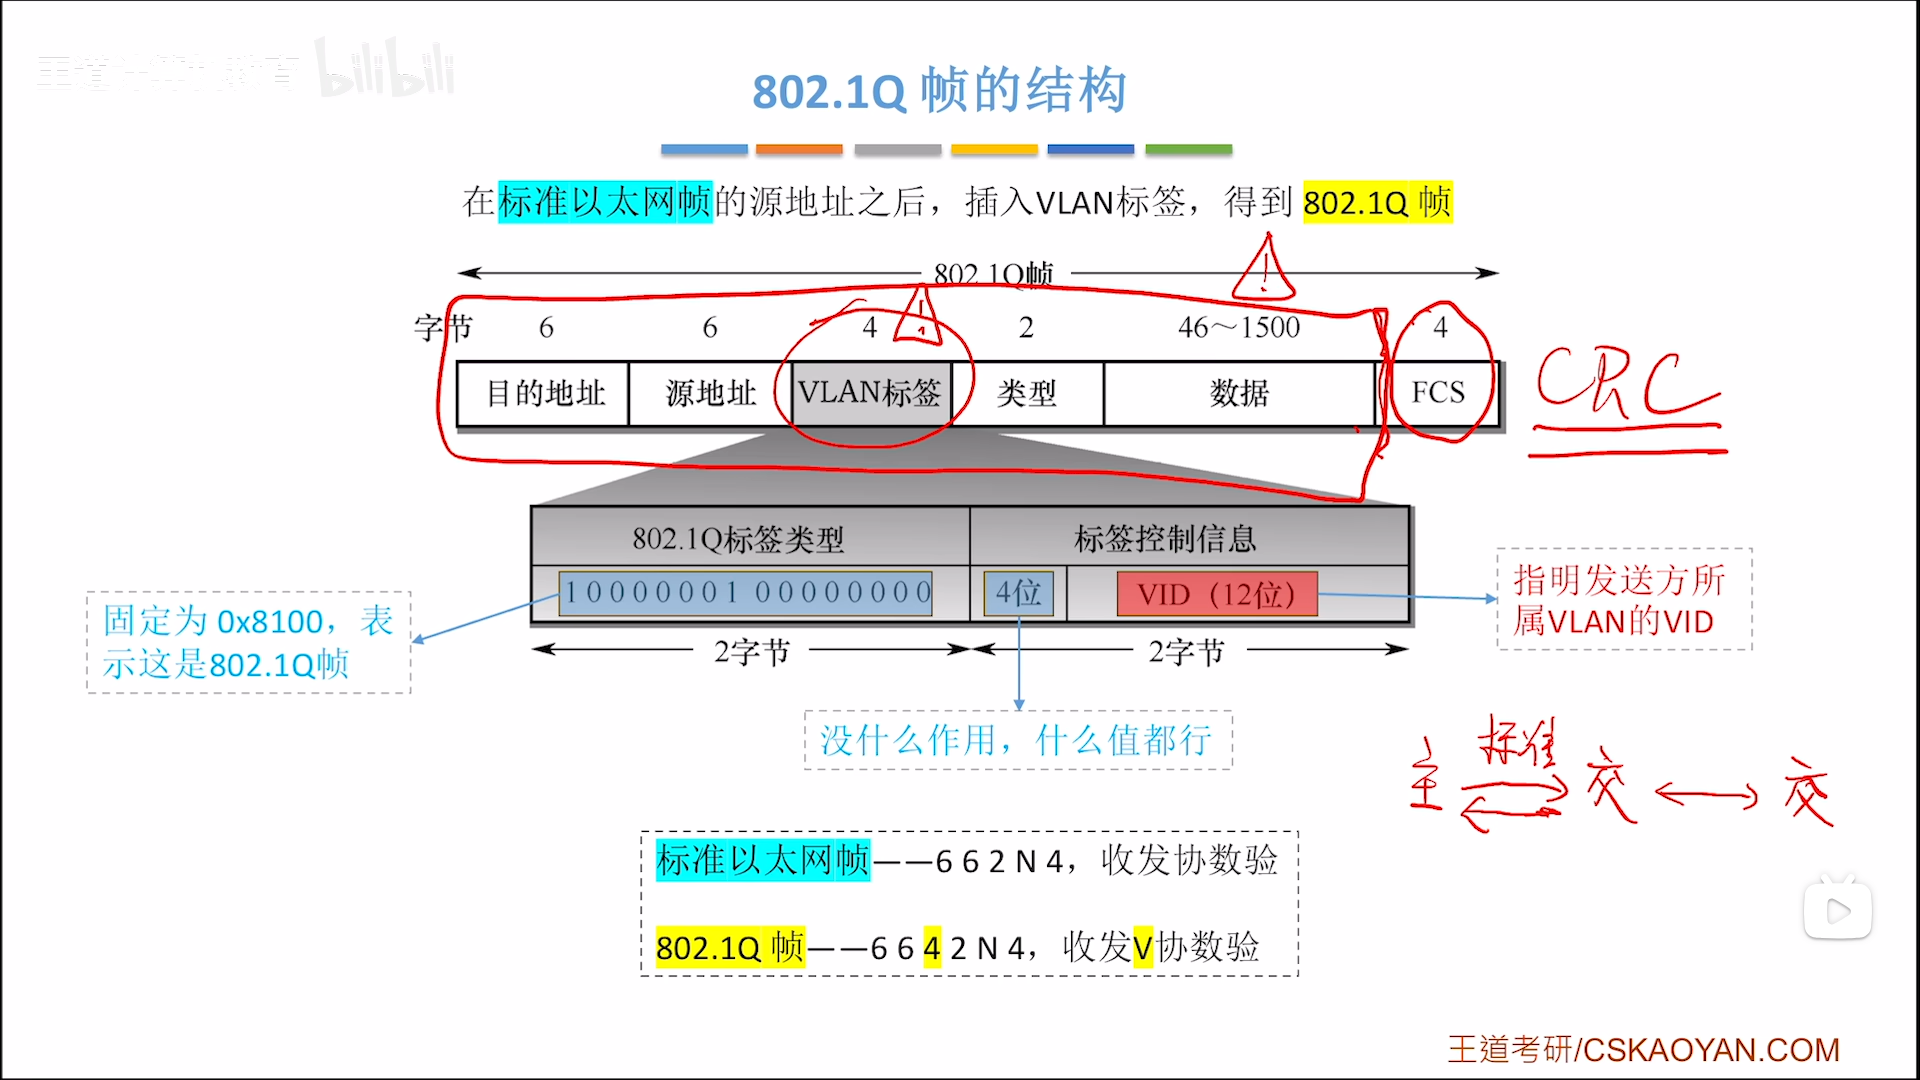 bilibili
802.1Q 帧的结构
在标准以太网帧的源地址之后，插入VLAN标签，得到 802.1Q 帧
802.1Q帧
字节 6 6 4 2 46～1500 4
目的地址 源地址 VLAN标签 类型 数据 FCS
CRC
802.1Q标签类型 标签控制信息
1 0 0 0 0 0 0 1 0 0 0 0 0 0 0 0 0 4位 VID（12位）
2字节 2字节
固定为 0x8100，表
示这是802.1Q帧
指明发送方所
属VLAN的VID
没什么作用，什么值都行
标准
主 交 交
标准以太网帧——6 6 2 N 4，收发协数验
802.1Q 帧——6 6 4 2 N 4，收发V协数验
王道考研/CSKAOYAN.COM